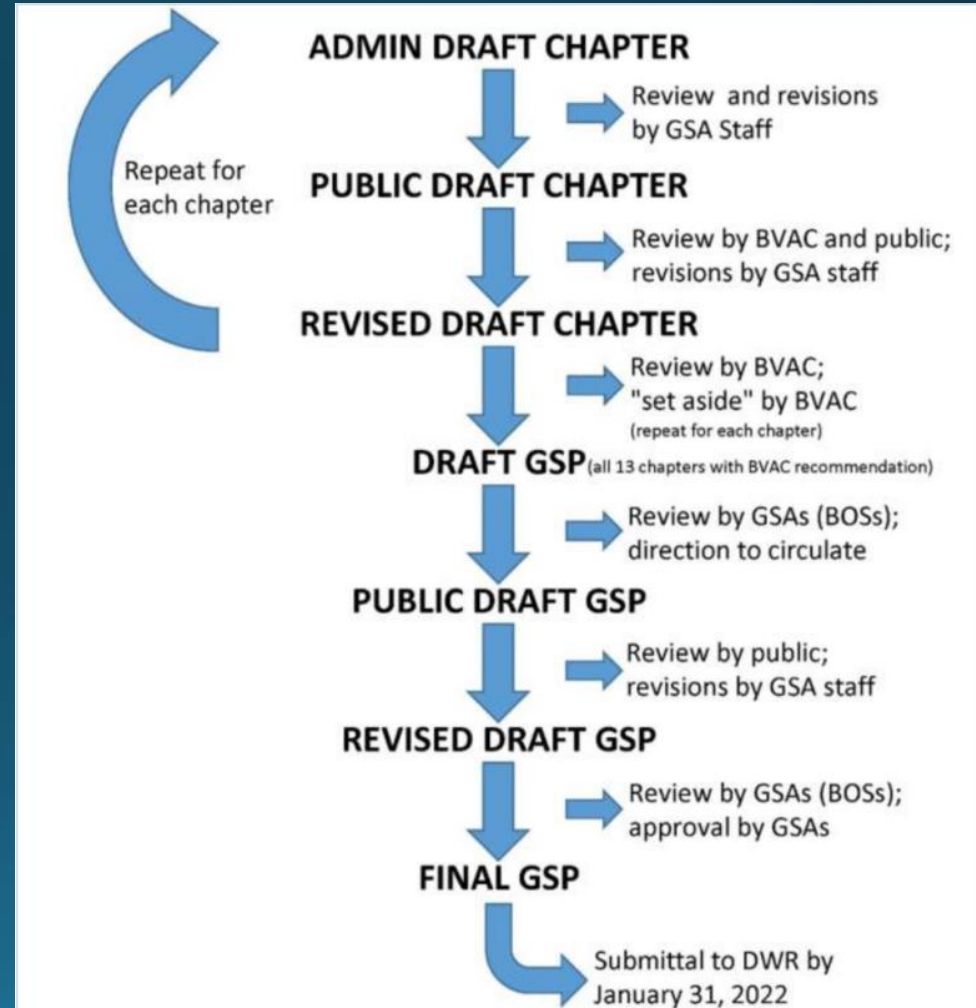 ADMIN DRAFT CHAPTER
Review and revisions
by GSA Staff
Repeat for
each chapter
PUBLIC DRAFT CHAPTER
Review by BVAC and public;
revisions by GSA staff
REVISED DRAFT CHAPTER
Review by BVAC;
"set aside" by BVAC
(repeat for each chapter)
DRAFT GSP (all 13 chapters with BVAC recommendation)
Review by GSAs (BOSs);
direction to circulate
PUBLIC DRAFT GSP
Review by public;
revisions by GSA staff
REVISED DRAFT GSP
Review by GSAs (BOSs);
approval by GSAs
FINAL GSP
Submittal to DWR by
January 31, 2022